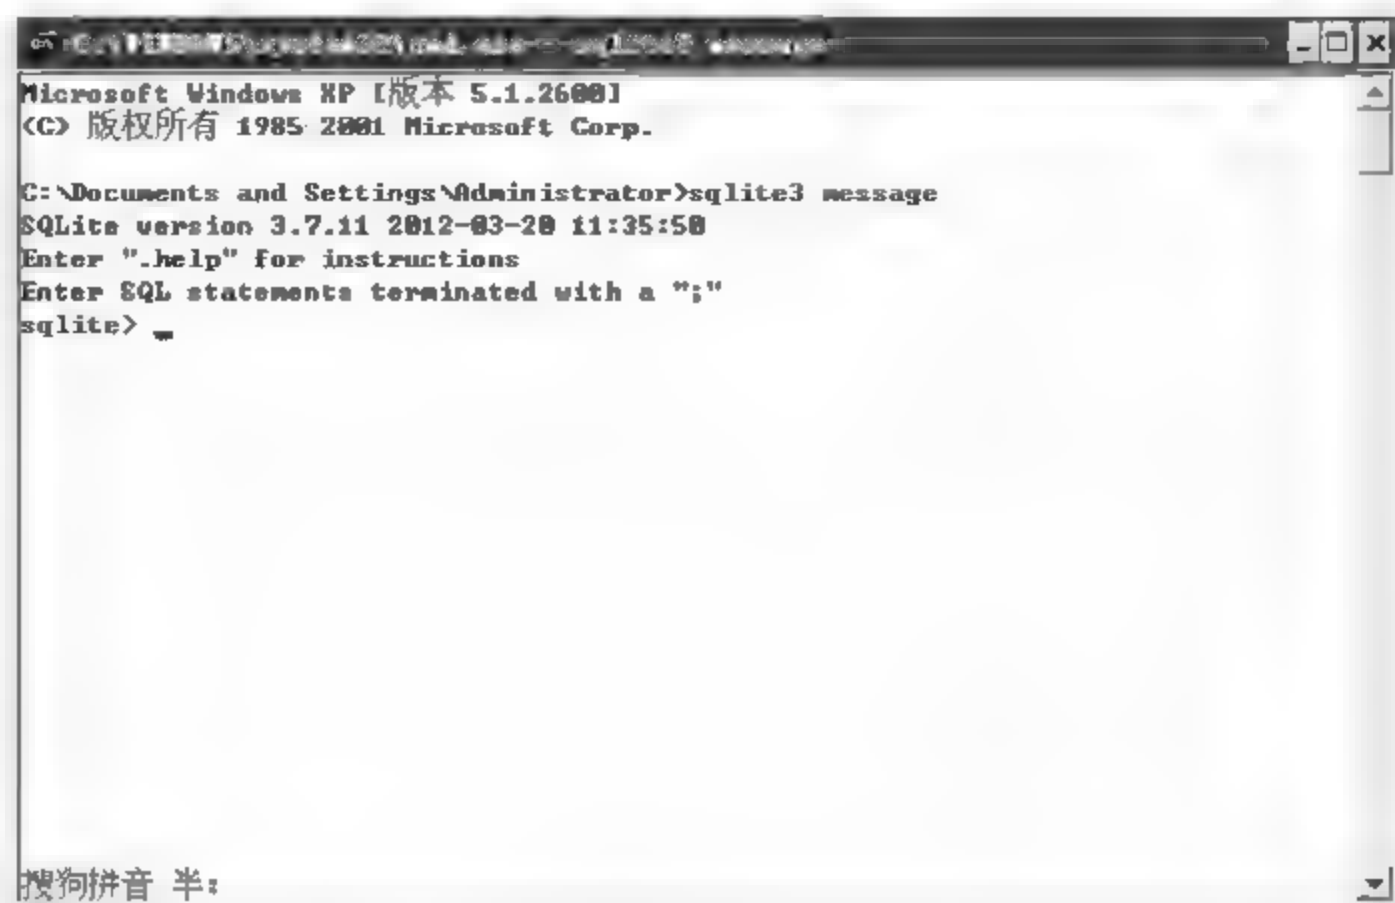 Microsoft Windows XP [版本 5.1.2600]
(C) 版权所有 1985-2001 Microsoft Corp.
C:\Documents and Settings\Administrator>sqlite3 message
SQLite version 3.7.11 2012-03-20 11:35:50
Enter ".help" for instructions
Enter SQL statements terminated with a ";"
sqlite> _
搜狗拼音 半: